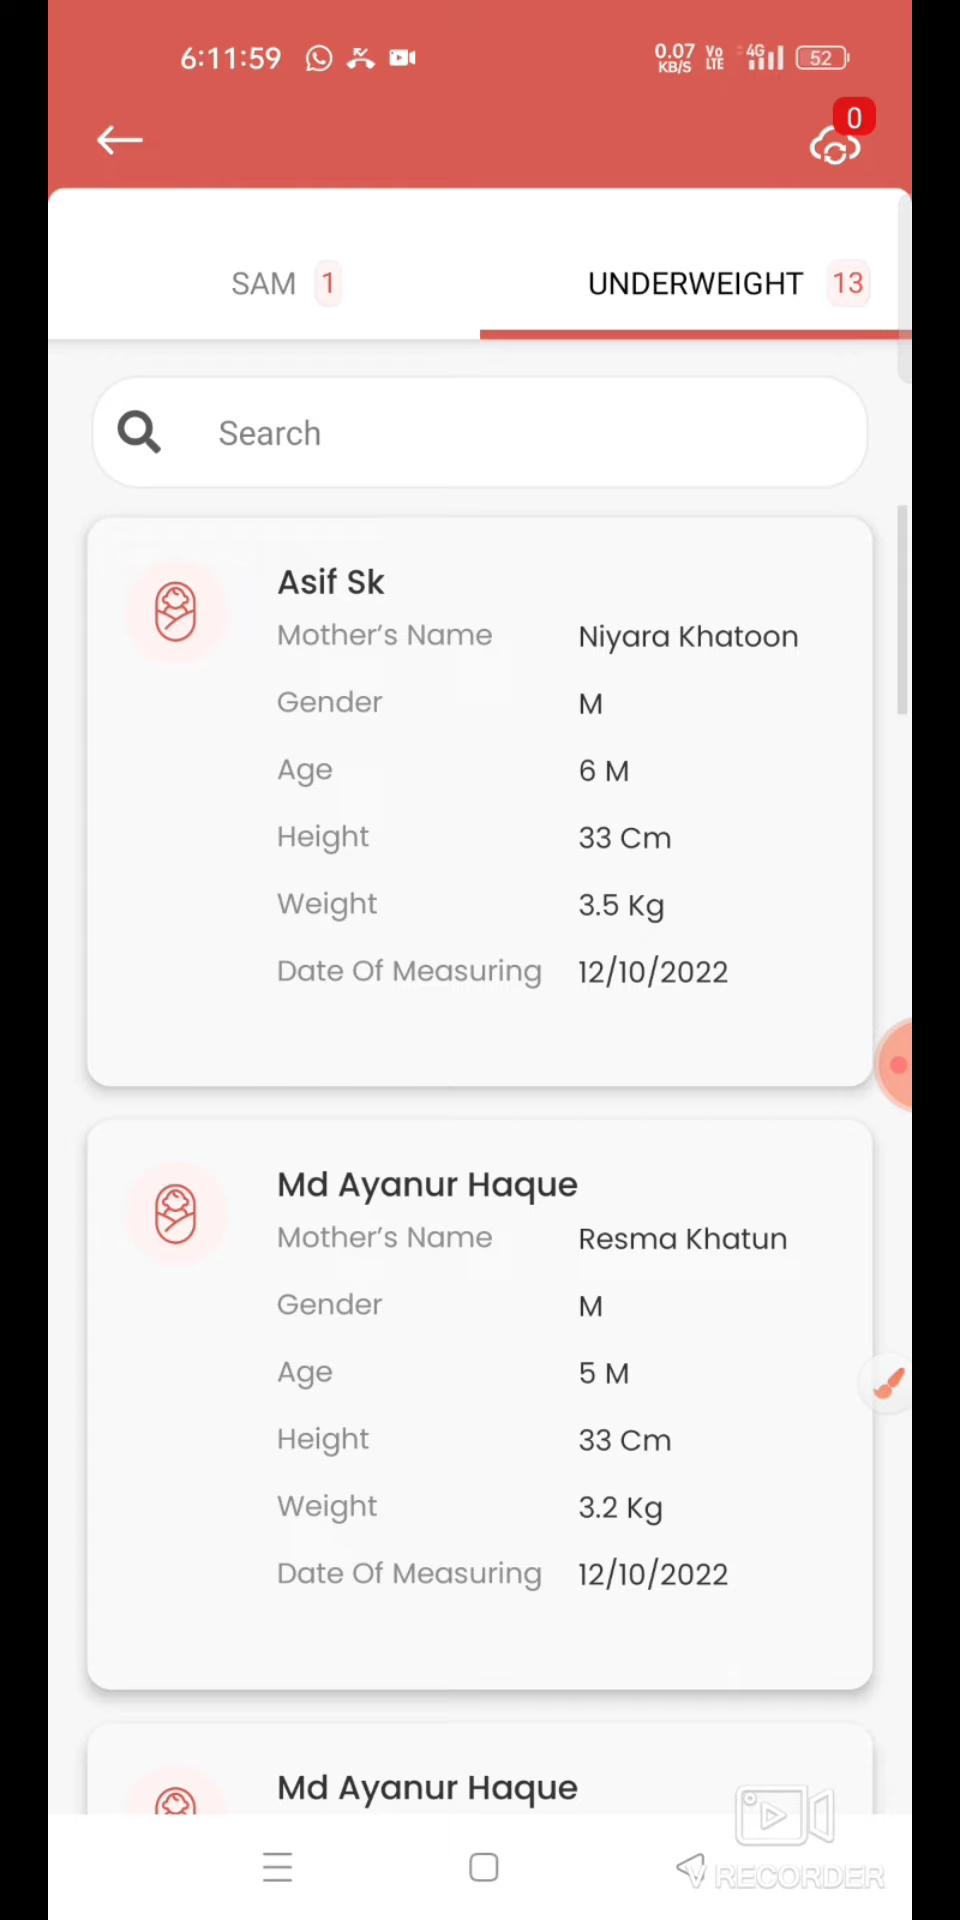 6:11:59 0.07 KB/S Vo LTE 4G 52
0
SAM 1 UNDERWEIGHT 13
Search
Asif Sk
Mother's Name Niyara Khatoon
Gender M
Age 6 M
Height 33 Cm
Weight 3.5 Kg
Date Of Measuring 12/10/2022
Md Ayanur Haque
Mother's Name Resma Khatun
Gender M
Age 5 M
Height 33 Cm
Weight 3.2 Kg
Date Of Measuring 12/10/2022
Md Ayanur Haque
V RECORDER